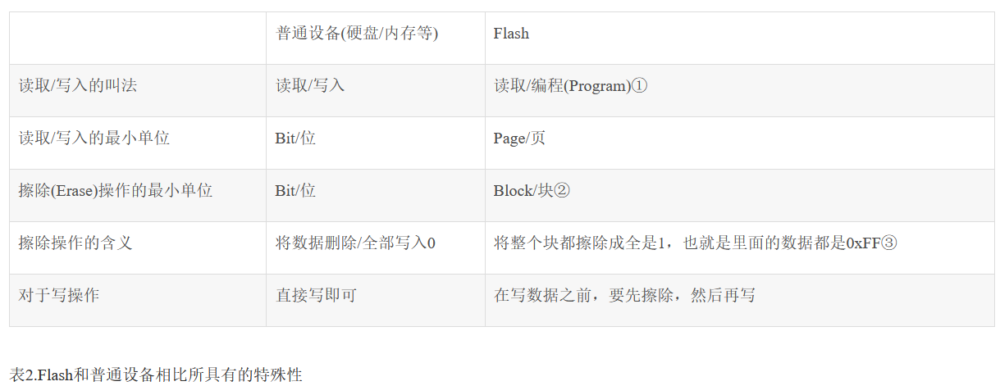 普通设备(硬盘/内存等) Flash
读取/写入的叫法 读取/写入 读取/编程(Program)①
读取/写入的最小单位 Bit/位 Page/页
擦除(Erase)操作的最小单位 Bit/位 Block/块②
擦除操作的含义 将数据删除/全部写入0 将整个块都擦除成全是1，也就是里面的数据都是0xFF③
对于写操作 直接写即可 在写数据之前，要先擦除，然后再写
表2.Flash和普通设备相比所具有的特殊性